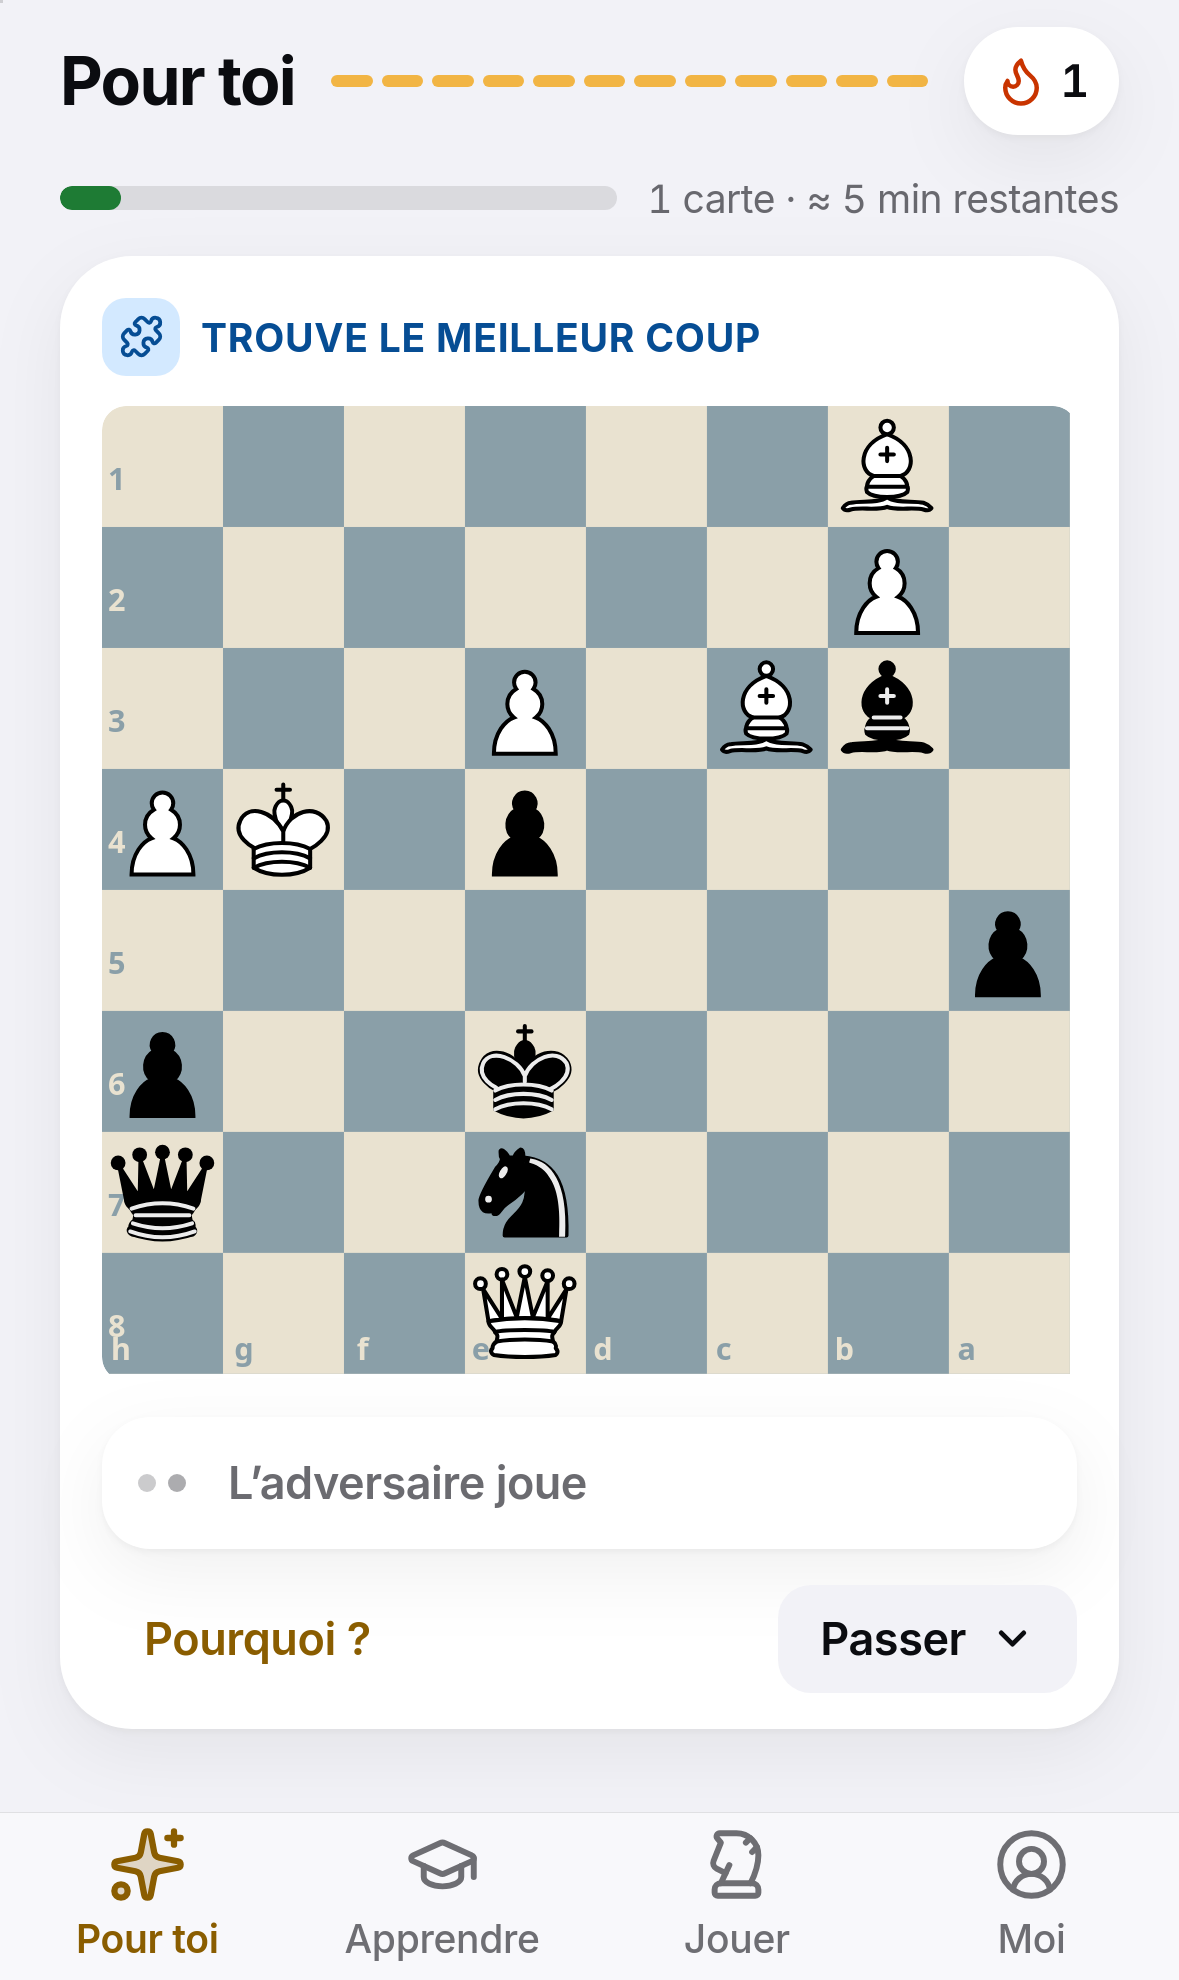 Pour toi
1
1 carte · ≈ 5 min restantes
TROUVE LE MEILLEUR COUP
1
2
3
4
5
6
7
8
h g f e d c b a
L’adversaire joue
Pourquoi ?
Passer
Pour toi
Apprendre
Jouer
Moi